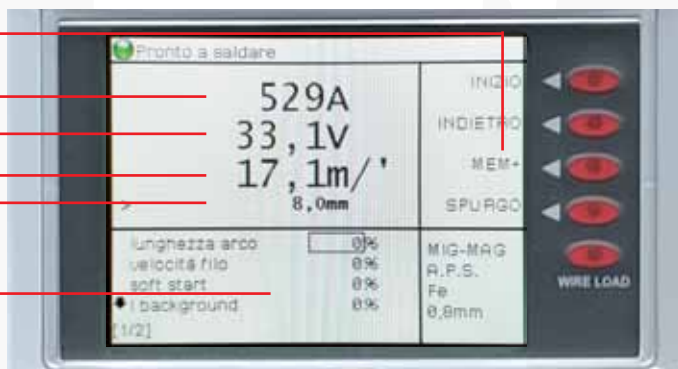 Pronto a saldare
529A
33,1V
17,1m/'
> 8,0mm
INIZIO
INDIETRO
MEM+
SPURGO
lunghezza arco 0%
velocità filo 0%
soft start 0%
I background 0%
[1/2]
MIG-MAG
A.P.S.
Fe
0,8mm
WIRE LOAD